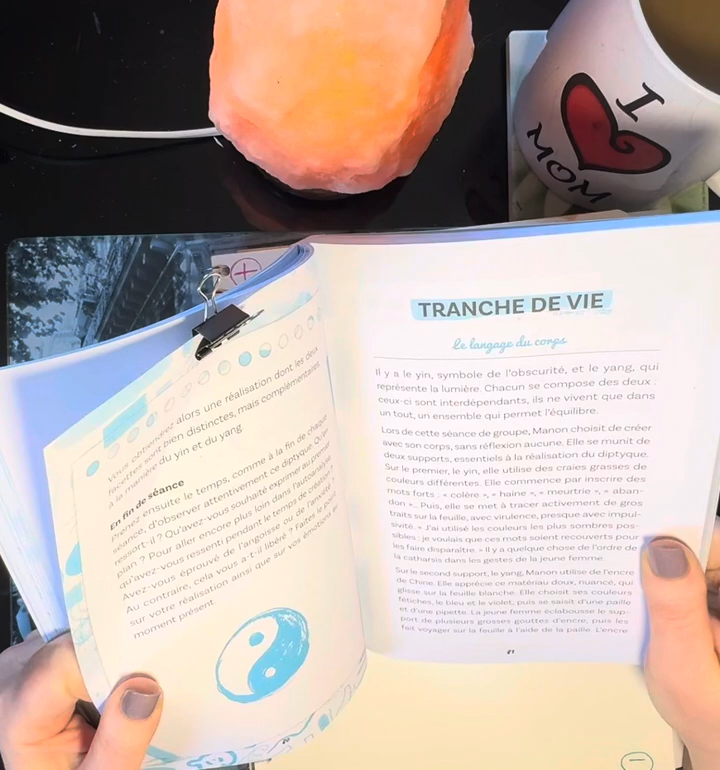 I
MOM
Vous obtiendrez alors une réalisation dont les deux
facettes sont bien distinctes, mais complémentaires,
à la manière du yin et du yang
En fin de séance
Prenez ensuite le temps, comme à la fin de chaque
séance, d'observer attentivement ce diptyque. Qu'en
ressort-il ? Qu'avez-vous souhaité exprimer au premier
plan ? Pour aller encore plus loin dans l'autoanalyse,
qu'avez-vous ressenti pendant le temps de création ?
Avez-vous éprouvé de l'angoisse ou de l'anxiété ?
Au contraire, cela vous a-t-il libéré ? Faites le point
sur votre réalisation ainsi que sur vos émotions au
moment présent.
TRANCHE DE VIE
Le langage du corps
Il y a le yin, symbole de l'obscurité, et le yang, qui
représente la lumière. Chacun se compose des deux :
ceux-ci sont interdépendants, ils ne vivent que dans
un tout, un ensemble qui permet l'équilibre.
Lors de cette séance de groupe, Manon choisit de créer
avec son corps, sans réflexion aucune. Elle se munit de
deux supports, essentiels à la réalisation du diptyque.
Sur le premier, le yin, elle utilise des craies grasses de
couleurs différentes. Elle commence par inscrire des
mots forts : « colère », « haine », « meurtrie », « aban-
don »... Puis, elle se met à tracer activement de gros
traits sur la feuille, avec virulence, presque avec impul-
sivité. « J'ai utilisé les couleurs les plus sombres pos-
sibles : je voulais que ces mots soient recouverts pour
les faire disparaître. » Il y a quelque chose de l'ordre de
la catharsis dans les gestes de la jeune femme.
Sur le second support, le yang, Manon utilise de l'encre
de Chine. Elle apprécie ce matériau doux, nuancé, qui
glisse sur la feuille blanche. Elle choisit ses couleurs
fétiches, le bleu et le violet, puis se saisit d'une paille
et d'une pipette. La jeune femme éclabousse le sup-
port de plusieurs grosses gouttes d'encre, puis les
fait voyager sur la feuille à l'aide de la paille. L'encre
61